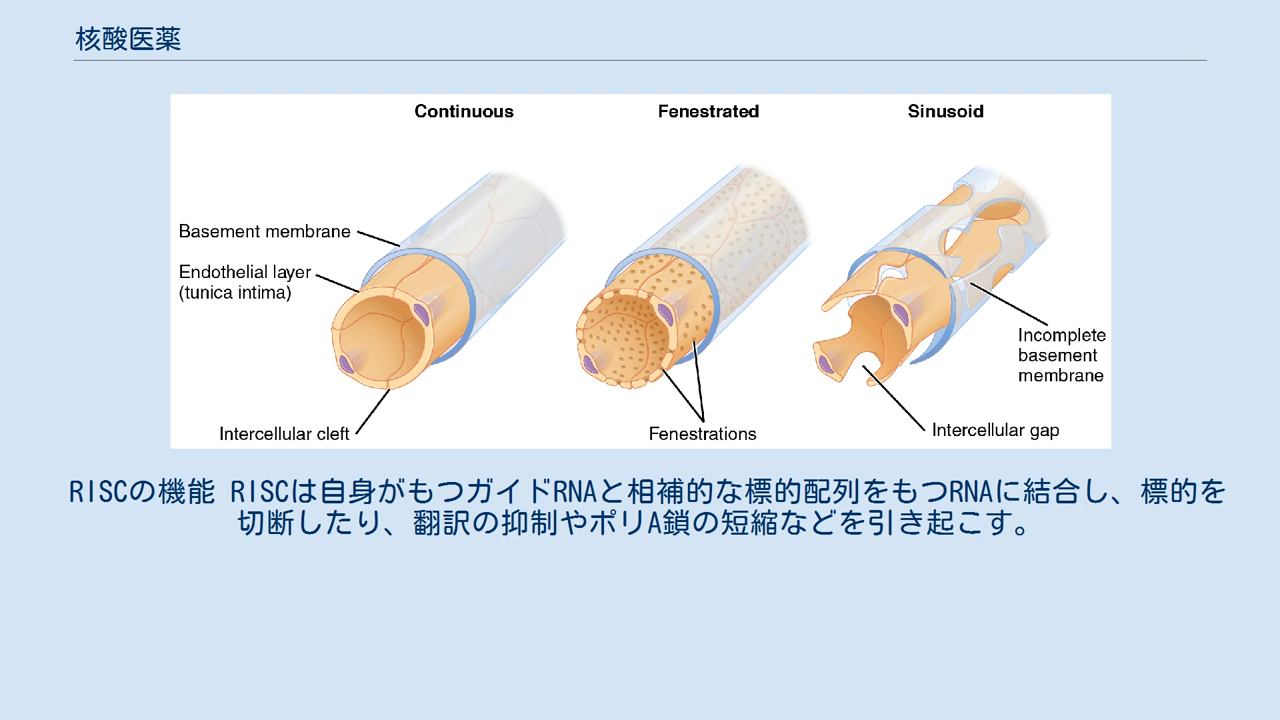 核酸医薬
Continuous
Fenestrated
Sinusoid
Basement membrane
Endothelial layer
(tunica intima)
Incomplete
basement
membrane
Intercellular cleft
Fenestrations
Intercellular gap
RISCの機能 RISCは自身がもつガイドRNAと相補的な標的配列をもつRNAに結合し、標的を
切断したり、翻訳の抑制やポリA鎖の短縮などを引き起こす。